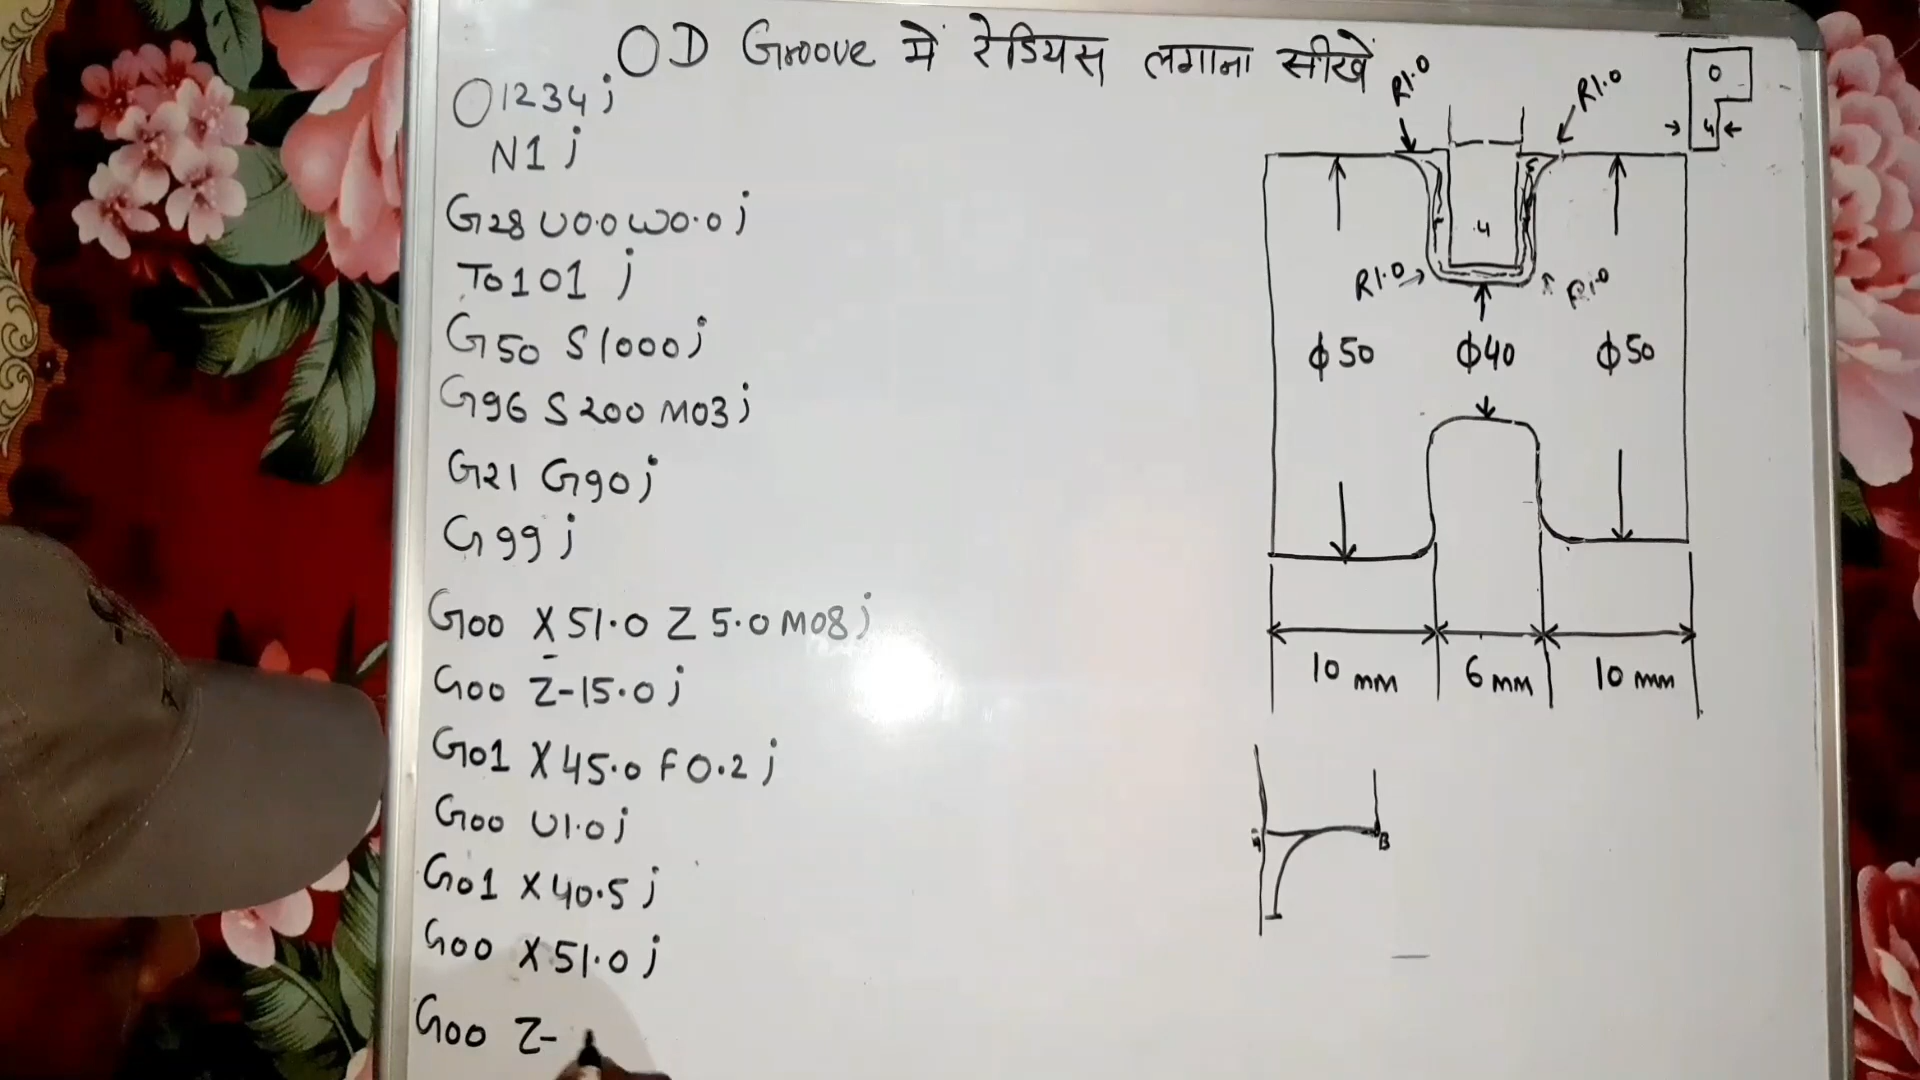 OD Groove में रेडियस लगाना सीखें
O1234;
N1;
G28 U0.0 W0.0;
T0101;
G50 S1000;
G96 S200 M03;
G21 G90;
G99;
G00 X51.0 Z5.0 M08;
G00 Z-15.0;
G01 X45.0 F0.2;
G00 U1.0;
G01 X40.5;
G00 X51.0;
G00 Z-
R1.0
R1.0
0
4
4
R1.0
R1.0
ϕ50
ϕ40
ϕ50
10 mm
6 mm
10 mm
B